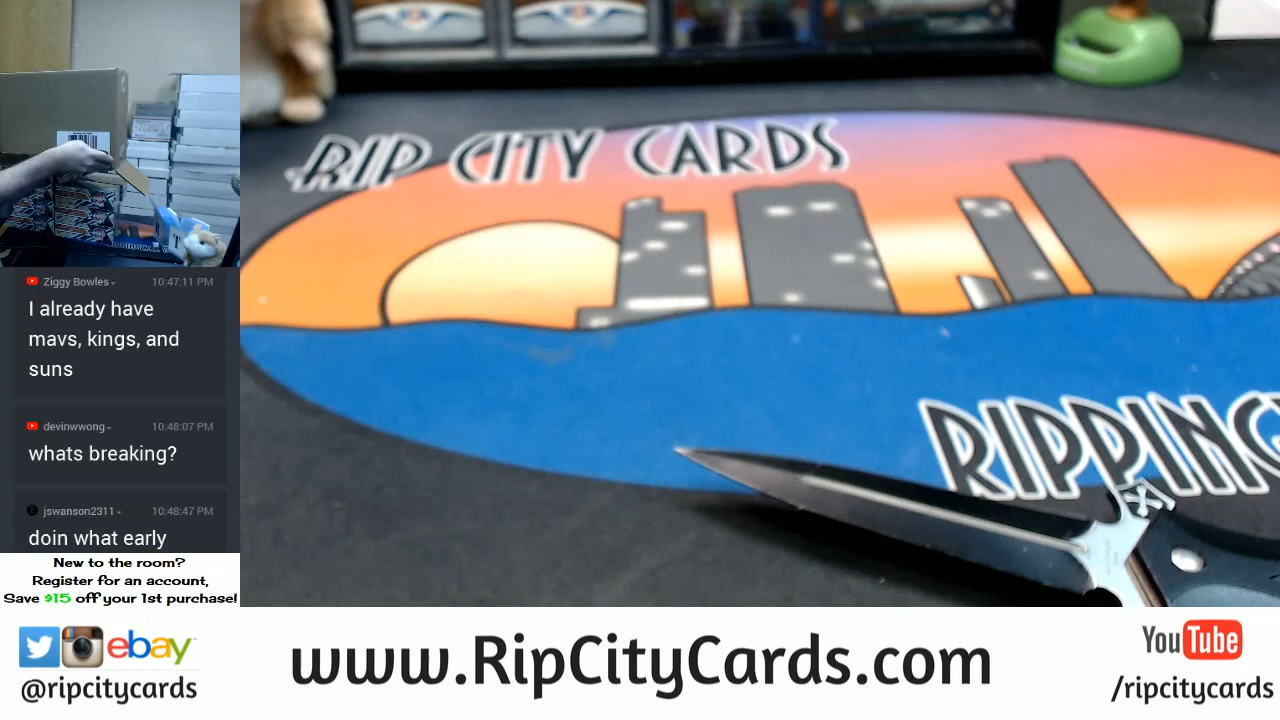 RIP CITY CARDS
RIPPING
Ziggy Bowles 10:47:11 PM
I already have
mavs, kings, and
suns
devinwwong 10:48:07 PM
whats breaking?
jswanson2311 10:48:47 PM
doin what early
New to the room?
Register for an account,
Save $15 off your 1st purchase!
ebay
@ripcitycards
www.RipCityCards.com
YouTube
/ripcitycards